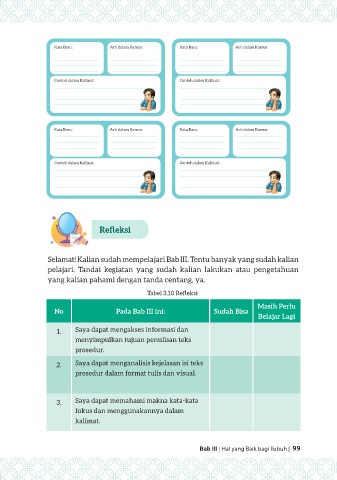 Kata Baru: Arti dalam Kamus: Kata Baru: Arti dalam Kamus:
Contoh dalam Kalimat: Contoh dalam Kalimat:
Kata Baru: Arti dalam Kamus: Kata Baru: Arti dalam Kamus:
Contoh dalam Kalimat: Contoh dalam Kalimat:
Refleksi
Selamat! Kalian sudah mempelajari Bab III. Tentu banyak yang sudah kalian
pelajari. Tandai kegiatan yang sudah kalian lakukan atau pengetahuan
yang kalian pahami dengan tanda centang, ya.
Tabel 3.10 Refleksi
No Pada Bab III ini: Sudah Bisa Masih Perlu
Belajar Lagi
1. Saya dapat mengakses informasi dan
menyimpulkan tujuan penulisan teks
prosedur.
2. Saya dapat menganalisis kejelasan isi teks
prosedur dalam format tulis dan visual.
3. Saya dapat memahami makna kata-kata
fokus dan menggunakannya dalam
kalimat.
Bab III | Hal yang Baik bagi Tubuh | 99